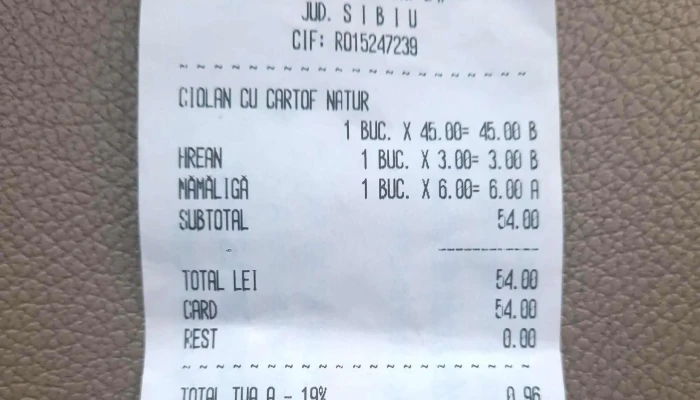 JUD. S I B I U
CIF: RO15247239
CIOLAN CU CARTOF NATUR
1 BUC. X 45.00= 45.00 B
HREAN 1 BUC. X 3.00= 3.00 B
MĂMĂLIGĂ 1 BUC. X 6.00= 6.00 A
SUBTOTAL 54.00
TOTAL LEI 54.00
CARD 54.00
REST 0.00
TOTAL TVA A - 19% 0.96